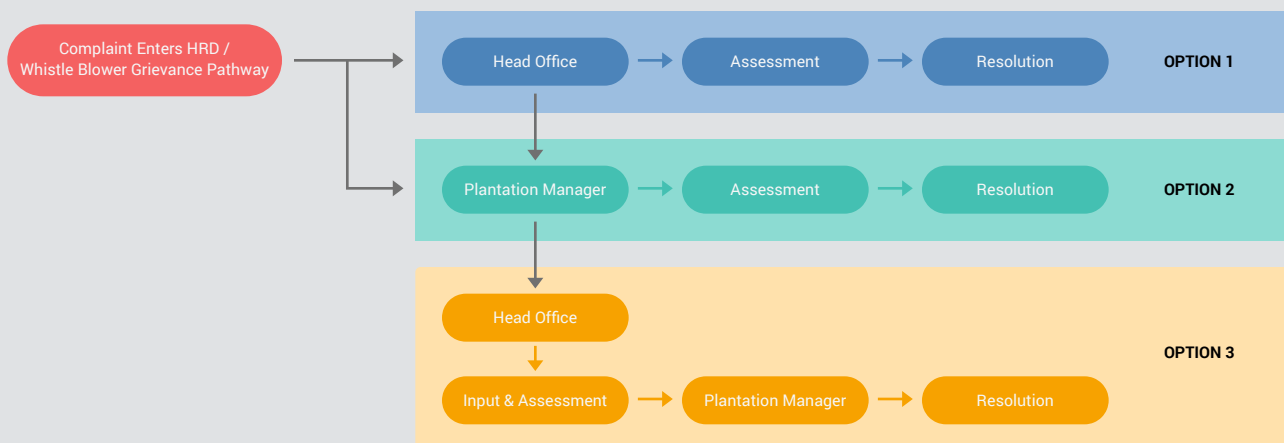 Complaint Enters HRD /
Whistle Blower Grievance Pathway
Head Office
Assessment
Resolution
OPTION 1
Plantation Manager
Assessment
Resolution
OPTION 2
Head Office
OPTION 3
Input & Assessment
Plantation Manager
Resolution